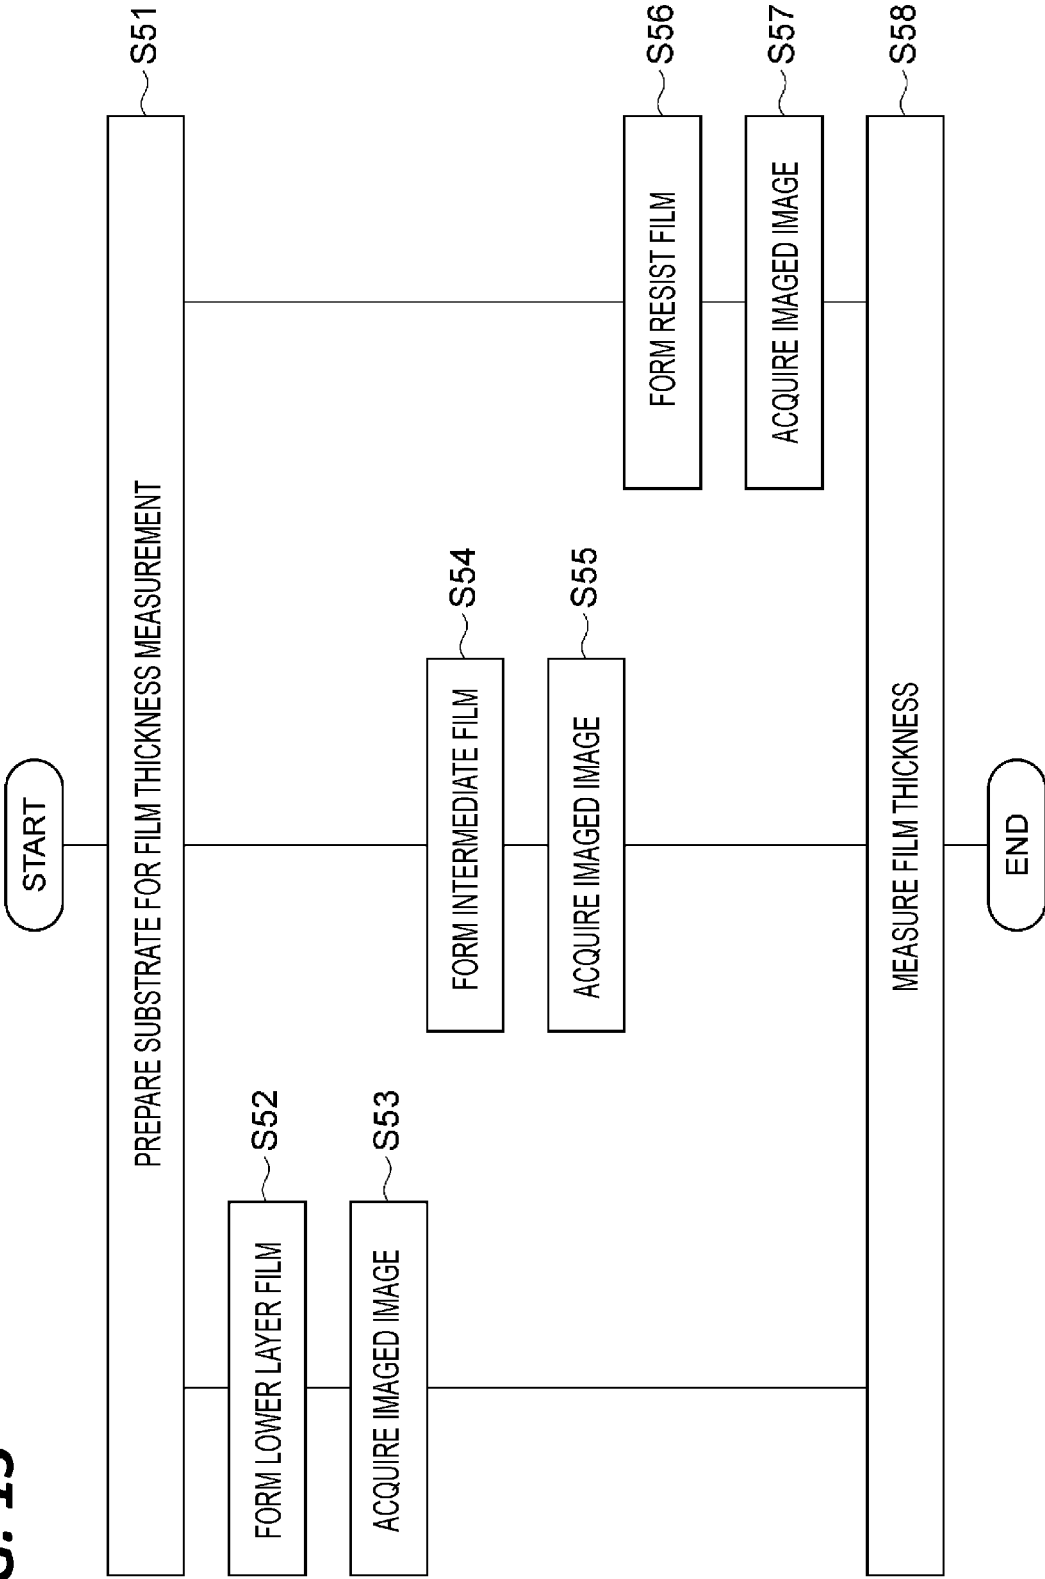 START
PREPARE SUBSTRATE FOR FILM THICKNESS MEASUREMENT
S51
FORM LOWER LAYER FILM
S52
ACQUIRE IMAGED IMAGE
S53
FORM INTERMEDIATE FILM
S54
ACQUIRE IMAGED IMAGE
S55
FORM RESIST FILM
S56
ACQUIRE IMAGED IMAGE
S57
MEASURE FILM THICKNESS
S58
END